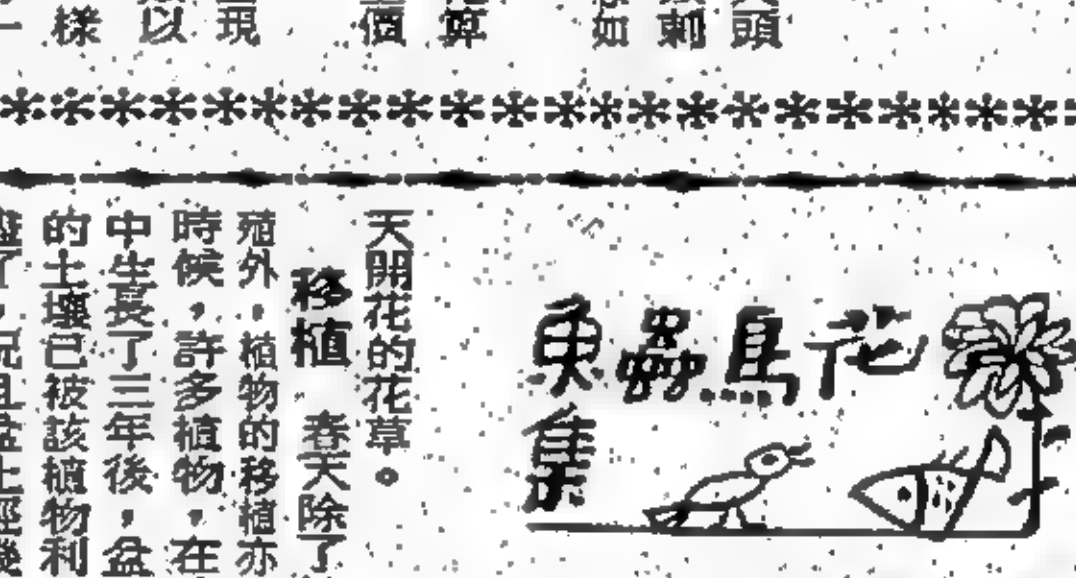 頭
刺
如
算
個
現
以
樣
花鳥蟲魚集
天開花的花草。
移植 春天除了
殖外,植物的移植亦
時候,許多植物,在
中生長了三年後,盆
的土壤已被該植物利
了,況且盆土經幾